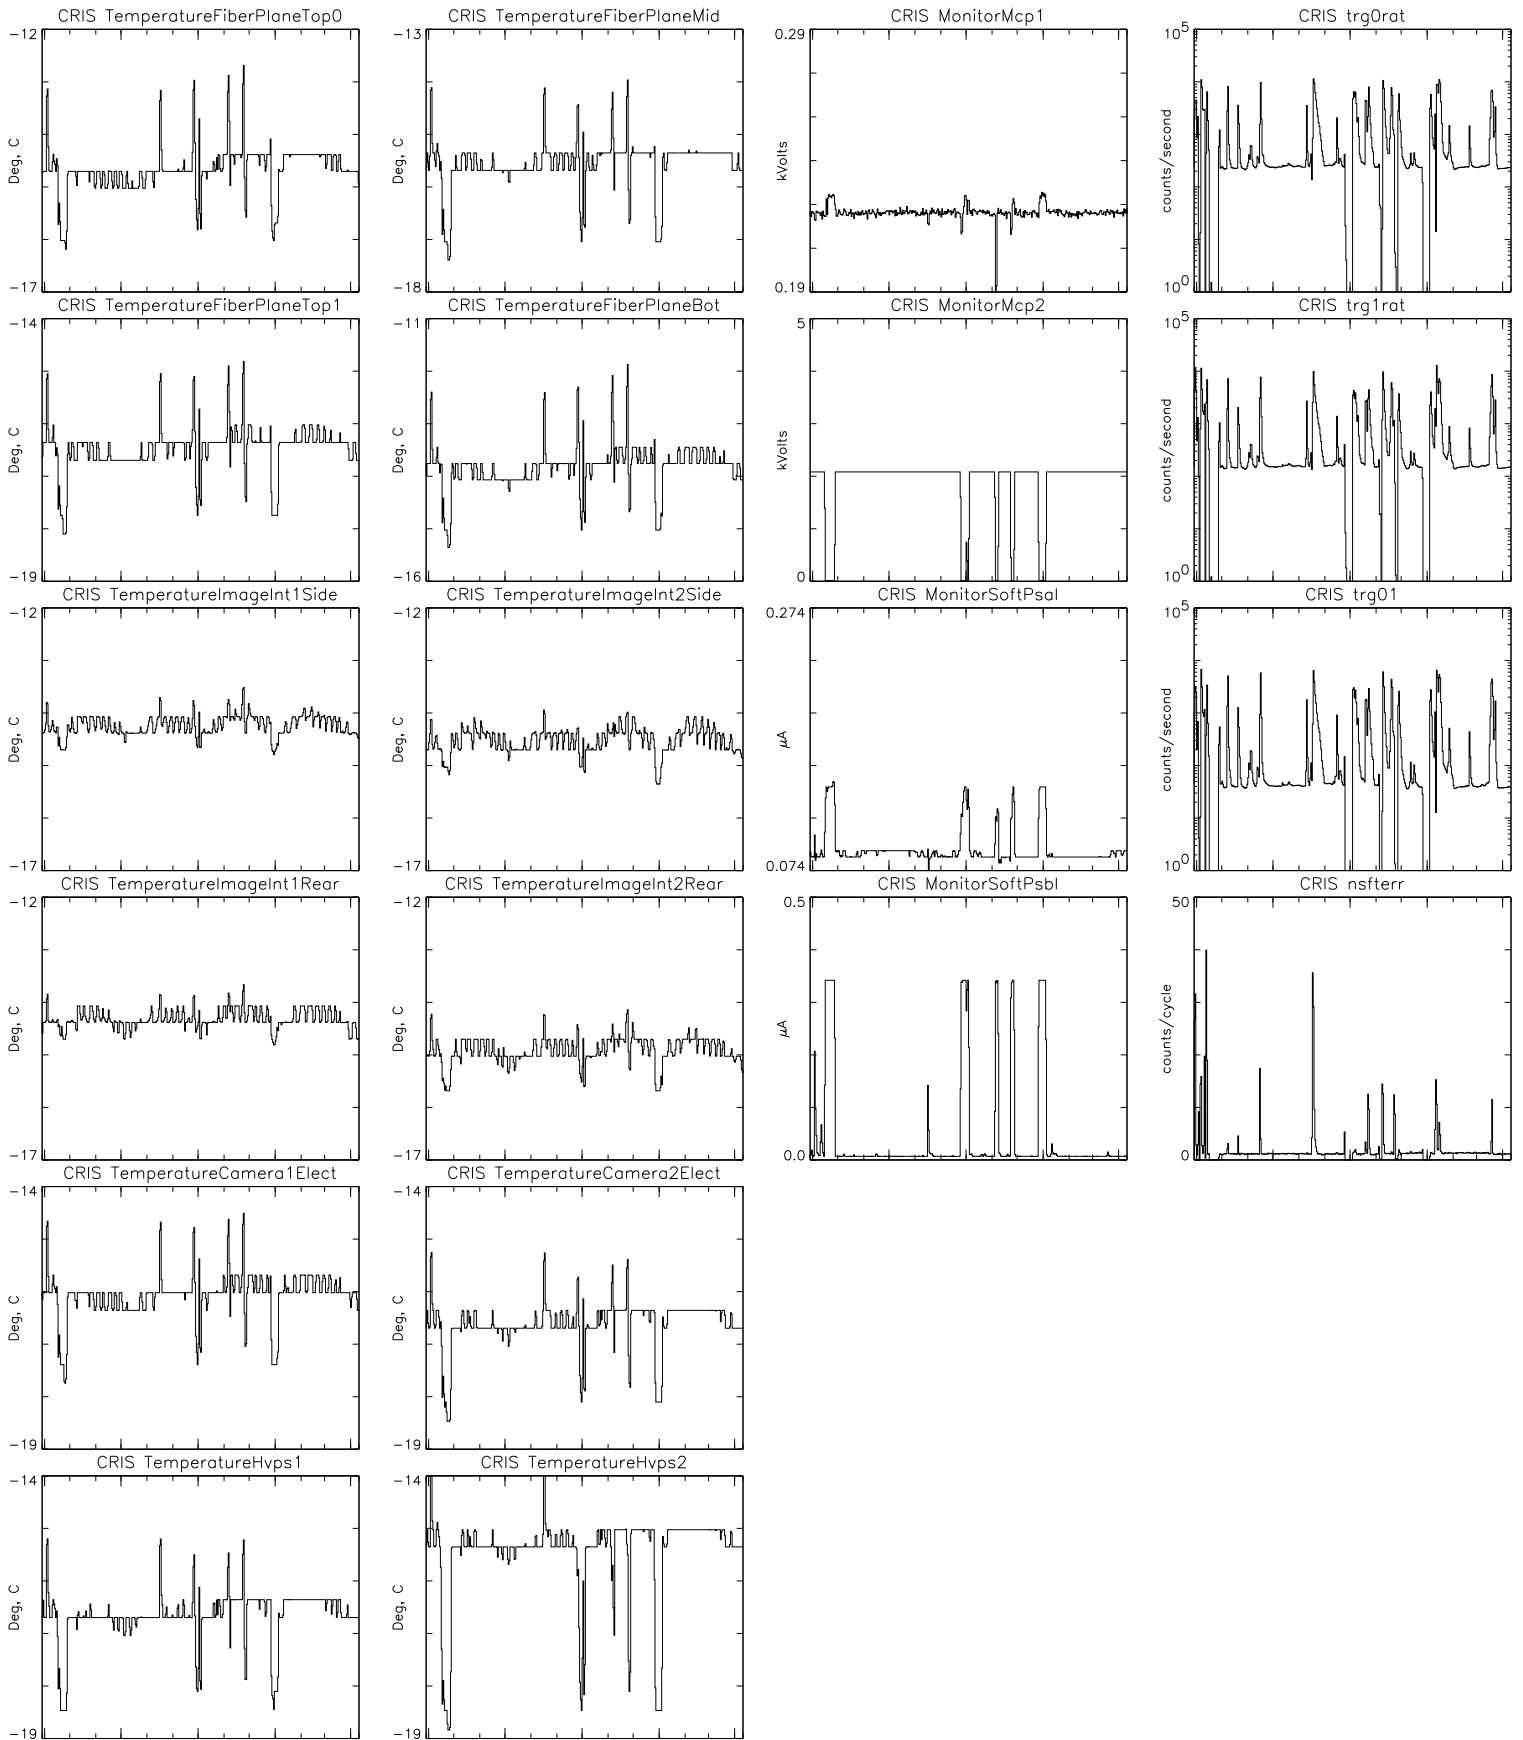 CRIS TemperatureFiberPlaneTop0
CRIS TemperatureFiberPlaneMid
CRIS MonitorMcp1
CRIS trg0rat
-12
Deg, C
-17
-13
Deg, C
-18
0.29
kVolts
0.19
10^5
counts/second
10^0
CRIS TemperatureFiberPlaneTop1
CRIS TemperatureFiberPlaneBot
CRIS MonitorMcp2
CRIS trg1rat
-14
Deg, C
-19
-11
Deg, C
-16
5
kVolts
0
10^5
counts/second
10^0
CRIS TemperatureImageInt1Side
CRIS TemperatureImageInt2Side
CRIS MonitorSoftPsaI
CRIS trg01
-12
Deg, C
-17
-12
Deg, C
-17
0.274
μA
0.074
10^5
counts/second
10^0
CRIS TemperatureImageInt1Rear
CRIS TemperatureImageInt2Rear
CRIS MonitorSoftPsbI
CRIS nsfterr
-12
Deg, C
-17
-12
Deg, C
-17
0.5
μA
0.0
50
counts/cycle
0
CRIS TemperatureCamera1Elect
CRIS TemperatureCamera2Elect
-14
Deg, C
-19
-14
Deg, C
-19
CRIS TemperatureHvps1
CRIS TemperatureHvps2
-14
Deg, C
-19
-14
Deg, C
-19